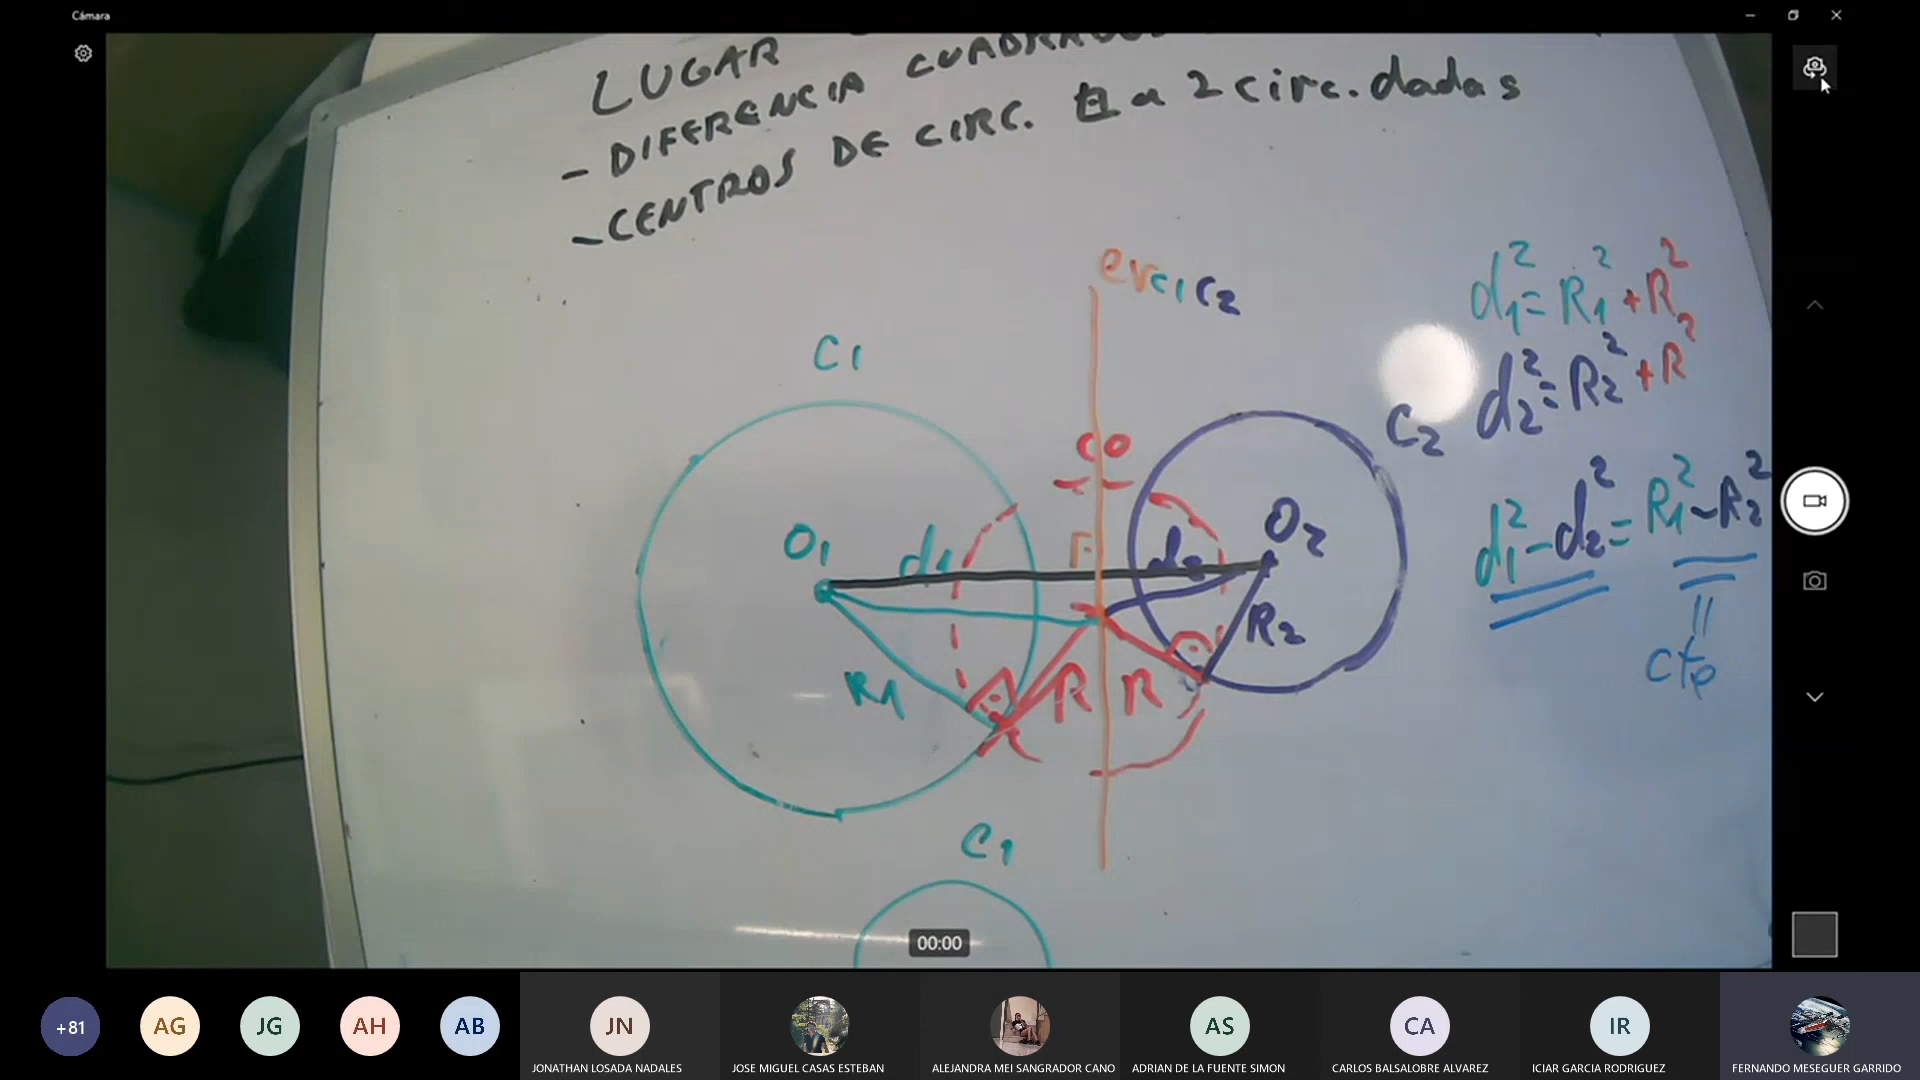 Cámara
LUGAR
- DIFERENCIA CUADRADOS
- CENTROS DE CIRC. a 2 circ. dadas
er c1 c2
C1
C2
CO
O1
d1
d2
O2
R1
R
R
R2
d1² = R1² + R²
d2² = R2² + R²
d1² - d2² = R1² - R2²
cte
C1
00:00
+81
AG
JG
AH
AB
JN
AS
CA
IR
JONATHAN LOSADA NADALES
JOSE MIGUEL CASAS ESTEBAN
ALEJANDRA MEI SANGRADOR CANO
ADRIAN DE LA FUENTE SIMON
CARLOS BALSALOBRE ALVAREZ
ICIAR GARCIA RODRIGUEZ
FERNANDO MESEGUER GARRIDO